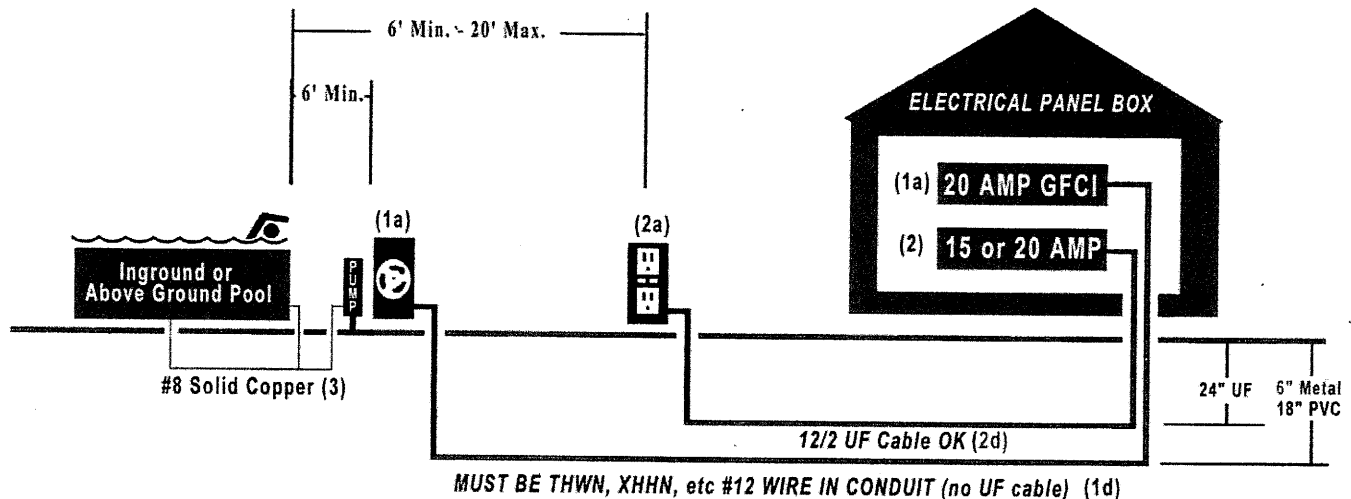 6' Min. - 20' Max.
6' Min.
ELECTRICAL PANEL BOX
(1a) 20 AMP GFCI
(2) 15 or 20 AMP
(1a)
(2a)
Inground or
Above Ground Pool
PUMP
#8 Solid Copper (3)
24" UF
6" Metal
18" PVC
12/2 UF Cable OK (2d)
MUST BE THWN, XHHN, etc #12 WIRE IN CONDUIT (no UF cable) (1d)